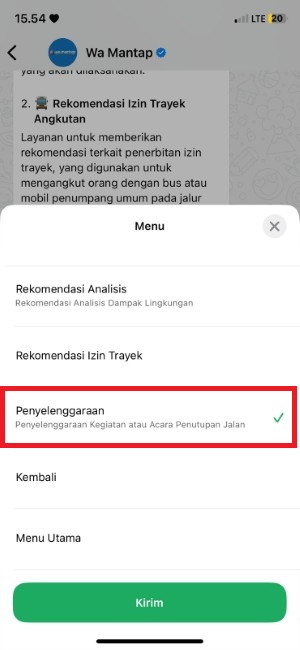 15.54
LTE 20
Wa Mantap
yang akan dilaksanakan.
2. Rekomendasi Izin Trayek
Angkutan
Layanan untuk memberikan
rekomendasi terkait penerbitan izin
trayek, yang digunakan untuk
mengangkut orang dengan bus atau
mobil penumpang umum pada jalur
Menu
Rekomendasi Analisis
Rekomendasi Analisis Dampak Lingkungan
Rekomendasi Izin Trayek
Penyelenggaraan
Penyelenggaraan Kegiatan atau Acara Penutupan Jalan
Kembali
Menu Utama
Kirim